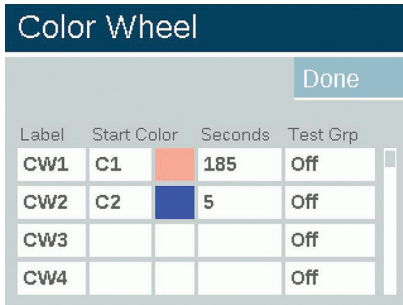 Color Wheel
Done
Label Start Color Seconds Test Grp
CW1 C1 185 Off
CW2 C2 5 Off
CW3 Off
CW4 Off